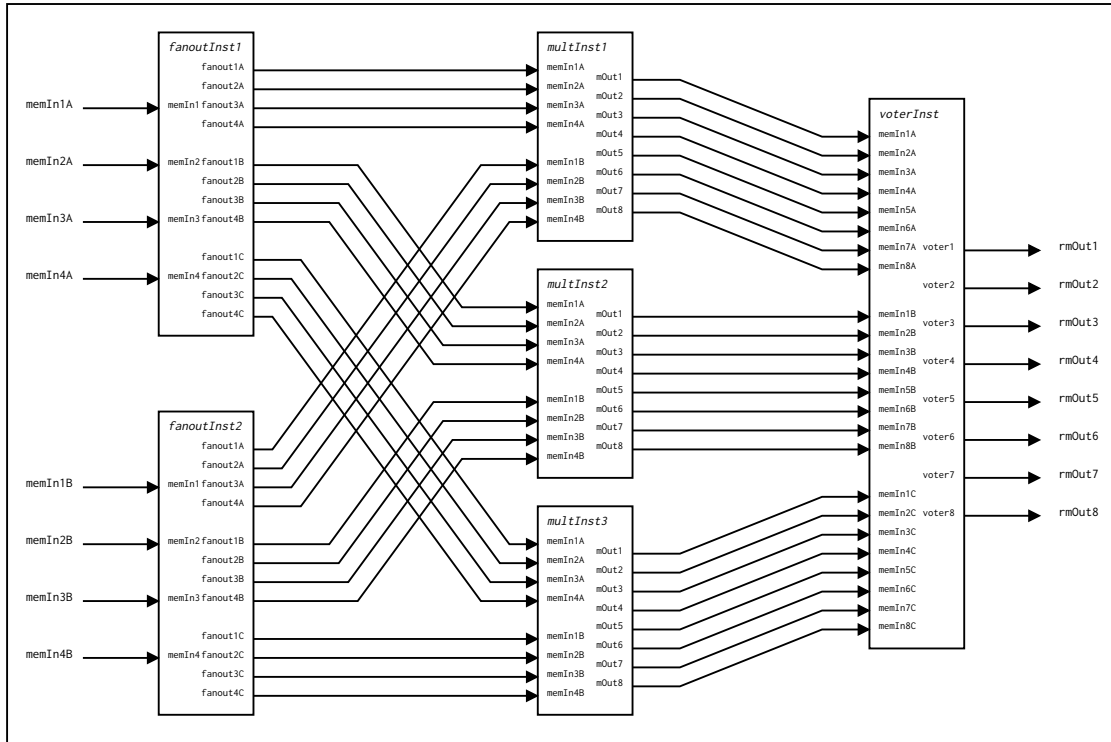 fanoutInst1
fanout1A
fanout2A
memIn1 fanout3A
fanout4A
memIn2 fanout1B
fanout2B
fanout3B
memIn3 fanout4B
fanout1C
memIn4 fanout2C
fanout3C
fanout4C
memIn1A
memIn2A
memIn3A
memIn4A
fanoutInst2
fanout1A
fanout2A
memIn1 fanout3A
fanout4A
memIn2 fanout1B
fanout2B
fanout3B
memIn3 fanout4B
fanout1C
memIn4 fanout2C
fanout3C
fanout4C
memIn1B
memIn2B
memIn3B
memIn4B
multInst1
memIn1A
memIn2A
memIn3A
memIn4A
memIn1B
memIn2B
memIn3B
memIn4B
mOut1
mOut2
mOut3
mOut4
mOut5
mOut6
mOut7
mOut8
multInst2
memIn1A
memIn2A
memIn3A
memIn4A
memIn1B
memIn2B
memIn3B
memIn4B
mOut1
mOut2
mOut3
mOut4
mOut5
mOut6
mOut7
mOut8
multInst3
memIn1A
memIn2A
memIn3A
memIn4A
memIn1B
memIn2B
memIn3B
memIn4B
mOut1
mOut2
mOut3
mOut4
mOut5
mOut6
mOut7
mOut8
voterInst
memIn1A
memIn2A
memIn3A
memIn4A
memIn5A
memIn6A
memIn7A
memIn8A
memIn1B
memIn2B
memIn3B
memIn4B
memIn5B
memIn6B
memIn7B
memIn8B
memIn1C
memIn2C
memIn3C
memIn4C
memIn5C
memIn6C
memIn7C
memIn8C
voter1
voter2
voter3
voter4
voter5
voter6
voter7
voter8
rmOut1
rmOut2
rmOut3
rmOut4
rmOut5
rmOut6
rmOut7
rmOut8